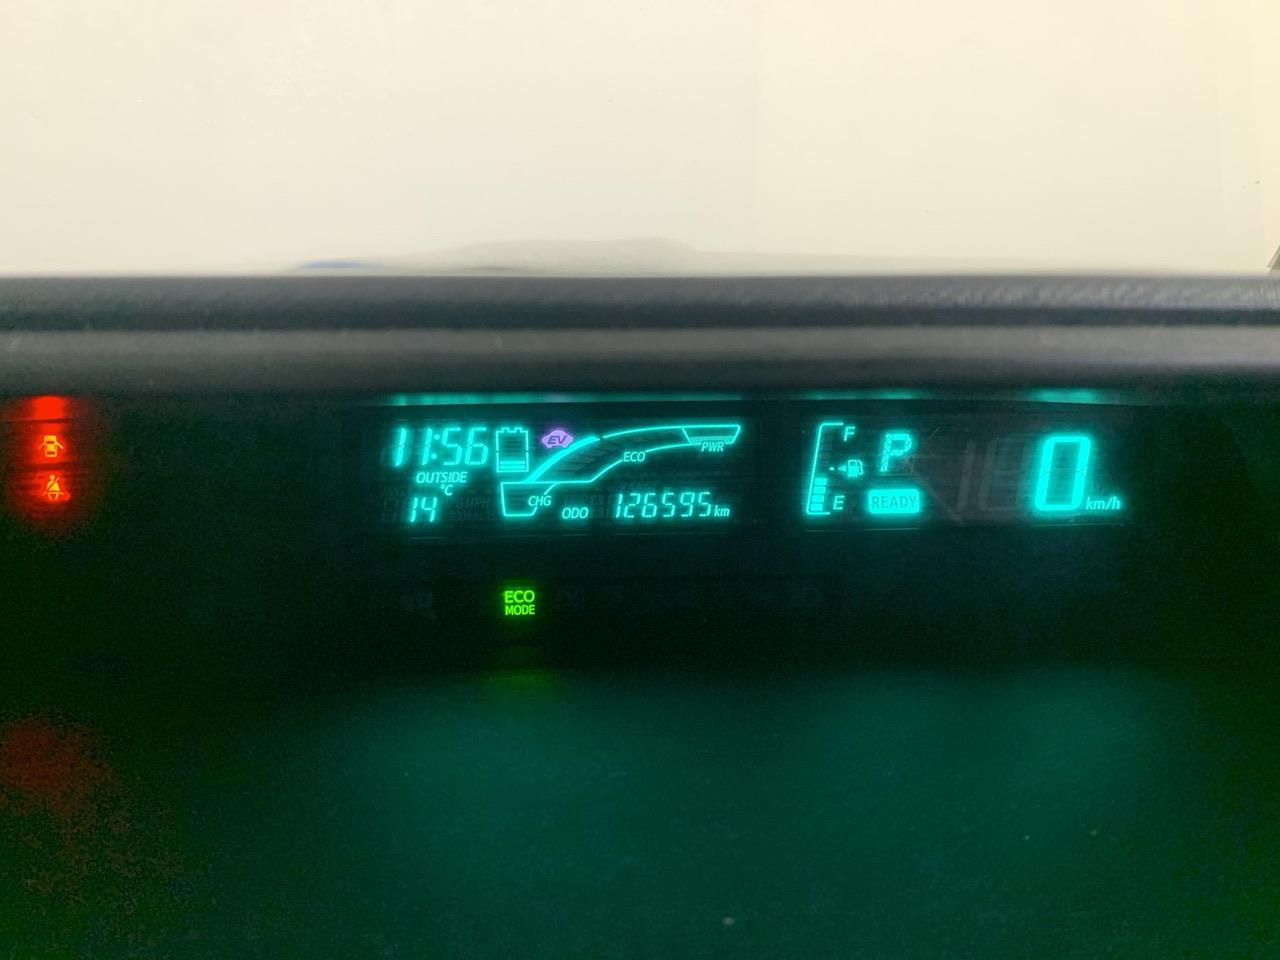 11:56
EV
PWR
ECO
OUTSIDE
°C
14
CHG
ODO 126595 km
F
P
E
READY
0 km/h
ECO
MODE